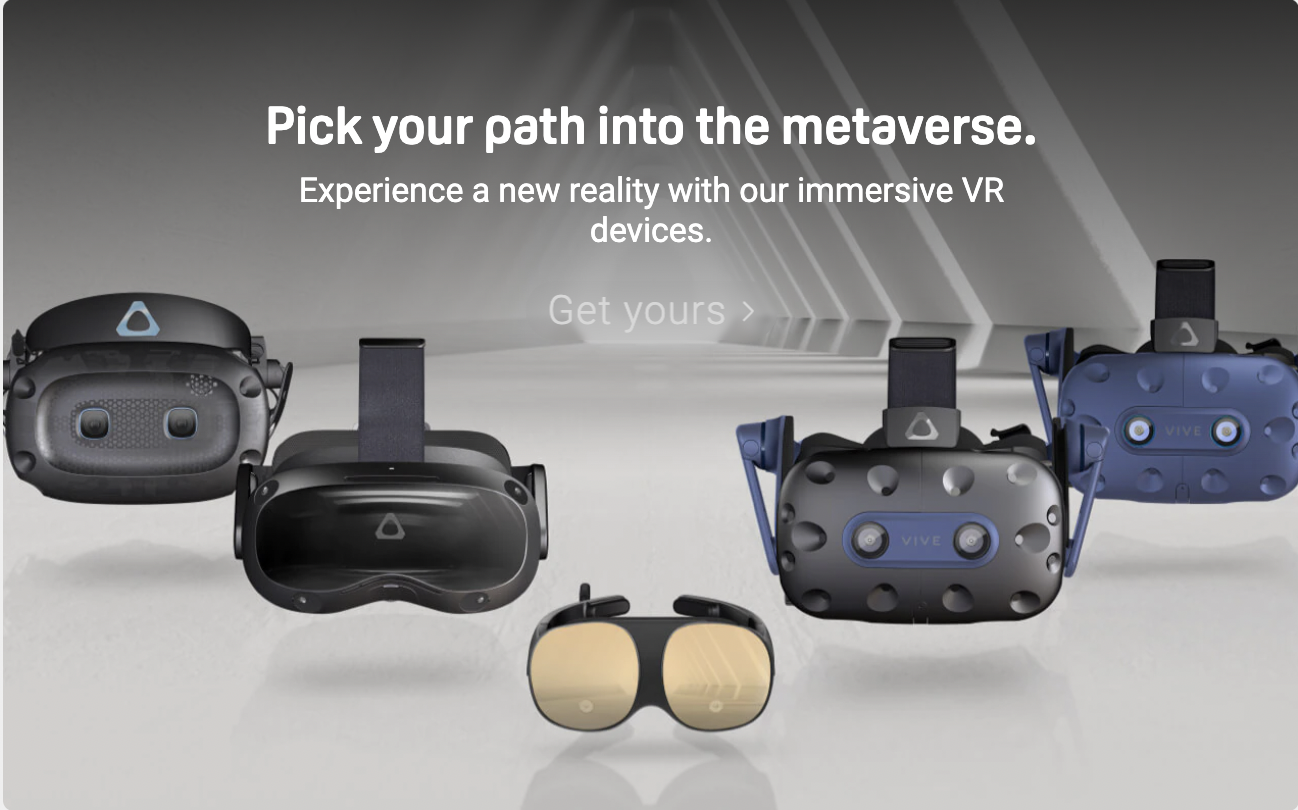 Pick your path into the metaverse.
Experience a new reality with our immersive VR
devices.
Get yours >
VIVE
VIVE